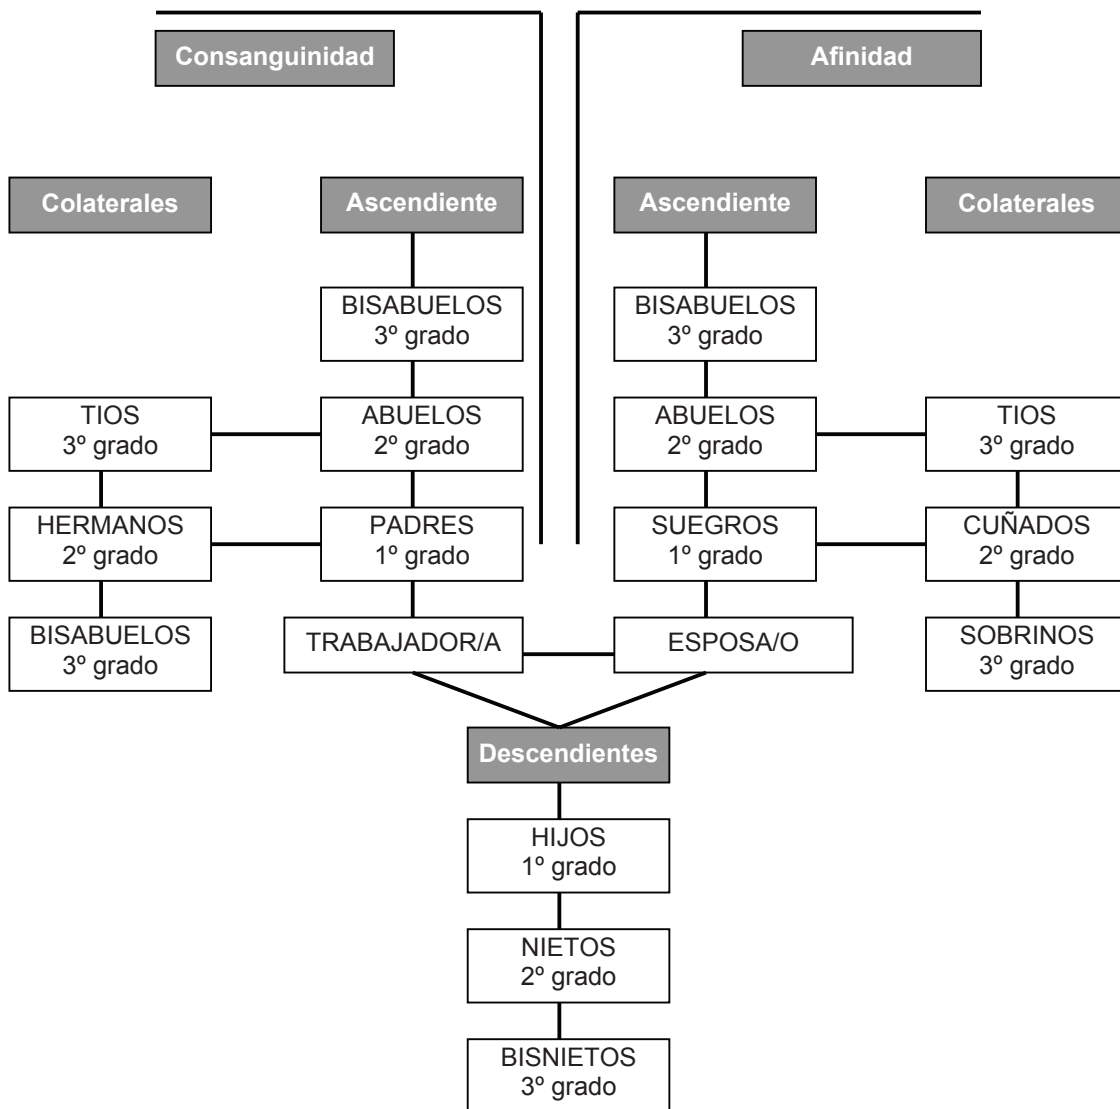 Consanguinidad
Afinidad
Colaterales
Ascendiente
Ascendiente
Colaterales
BISABUELOS
3º grado
BISABUELOS
3º grado
TIOS
3º grado
ABUELOS
2º grado
ABUELOS
2º grado
TIOS
3º grado
HERMANOS
2º grado
PADRES
1º grado
SUEGROS
1º grado
CUÑADOS
2º grado
BISABUELOS
3º grado
TRABAJADOR/A
ESPOSA/O
SOBRINOS
3º grado
Descendientes
HIJOS
1º grado
NIETOS
2º grado
BISNIETOS
3º grado